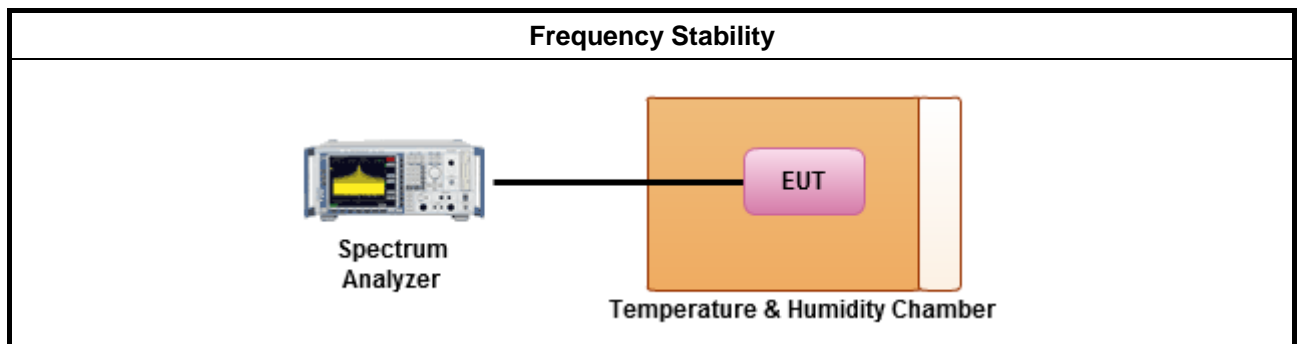 Frequency Stability
EUT
Spectrum
Analyzer
Temperature & Humidity Chamber